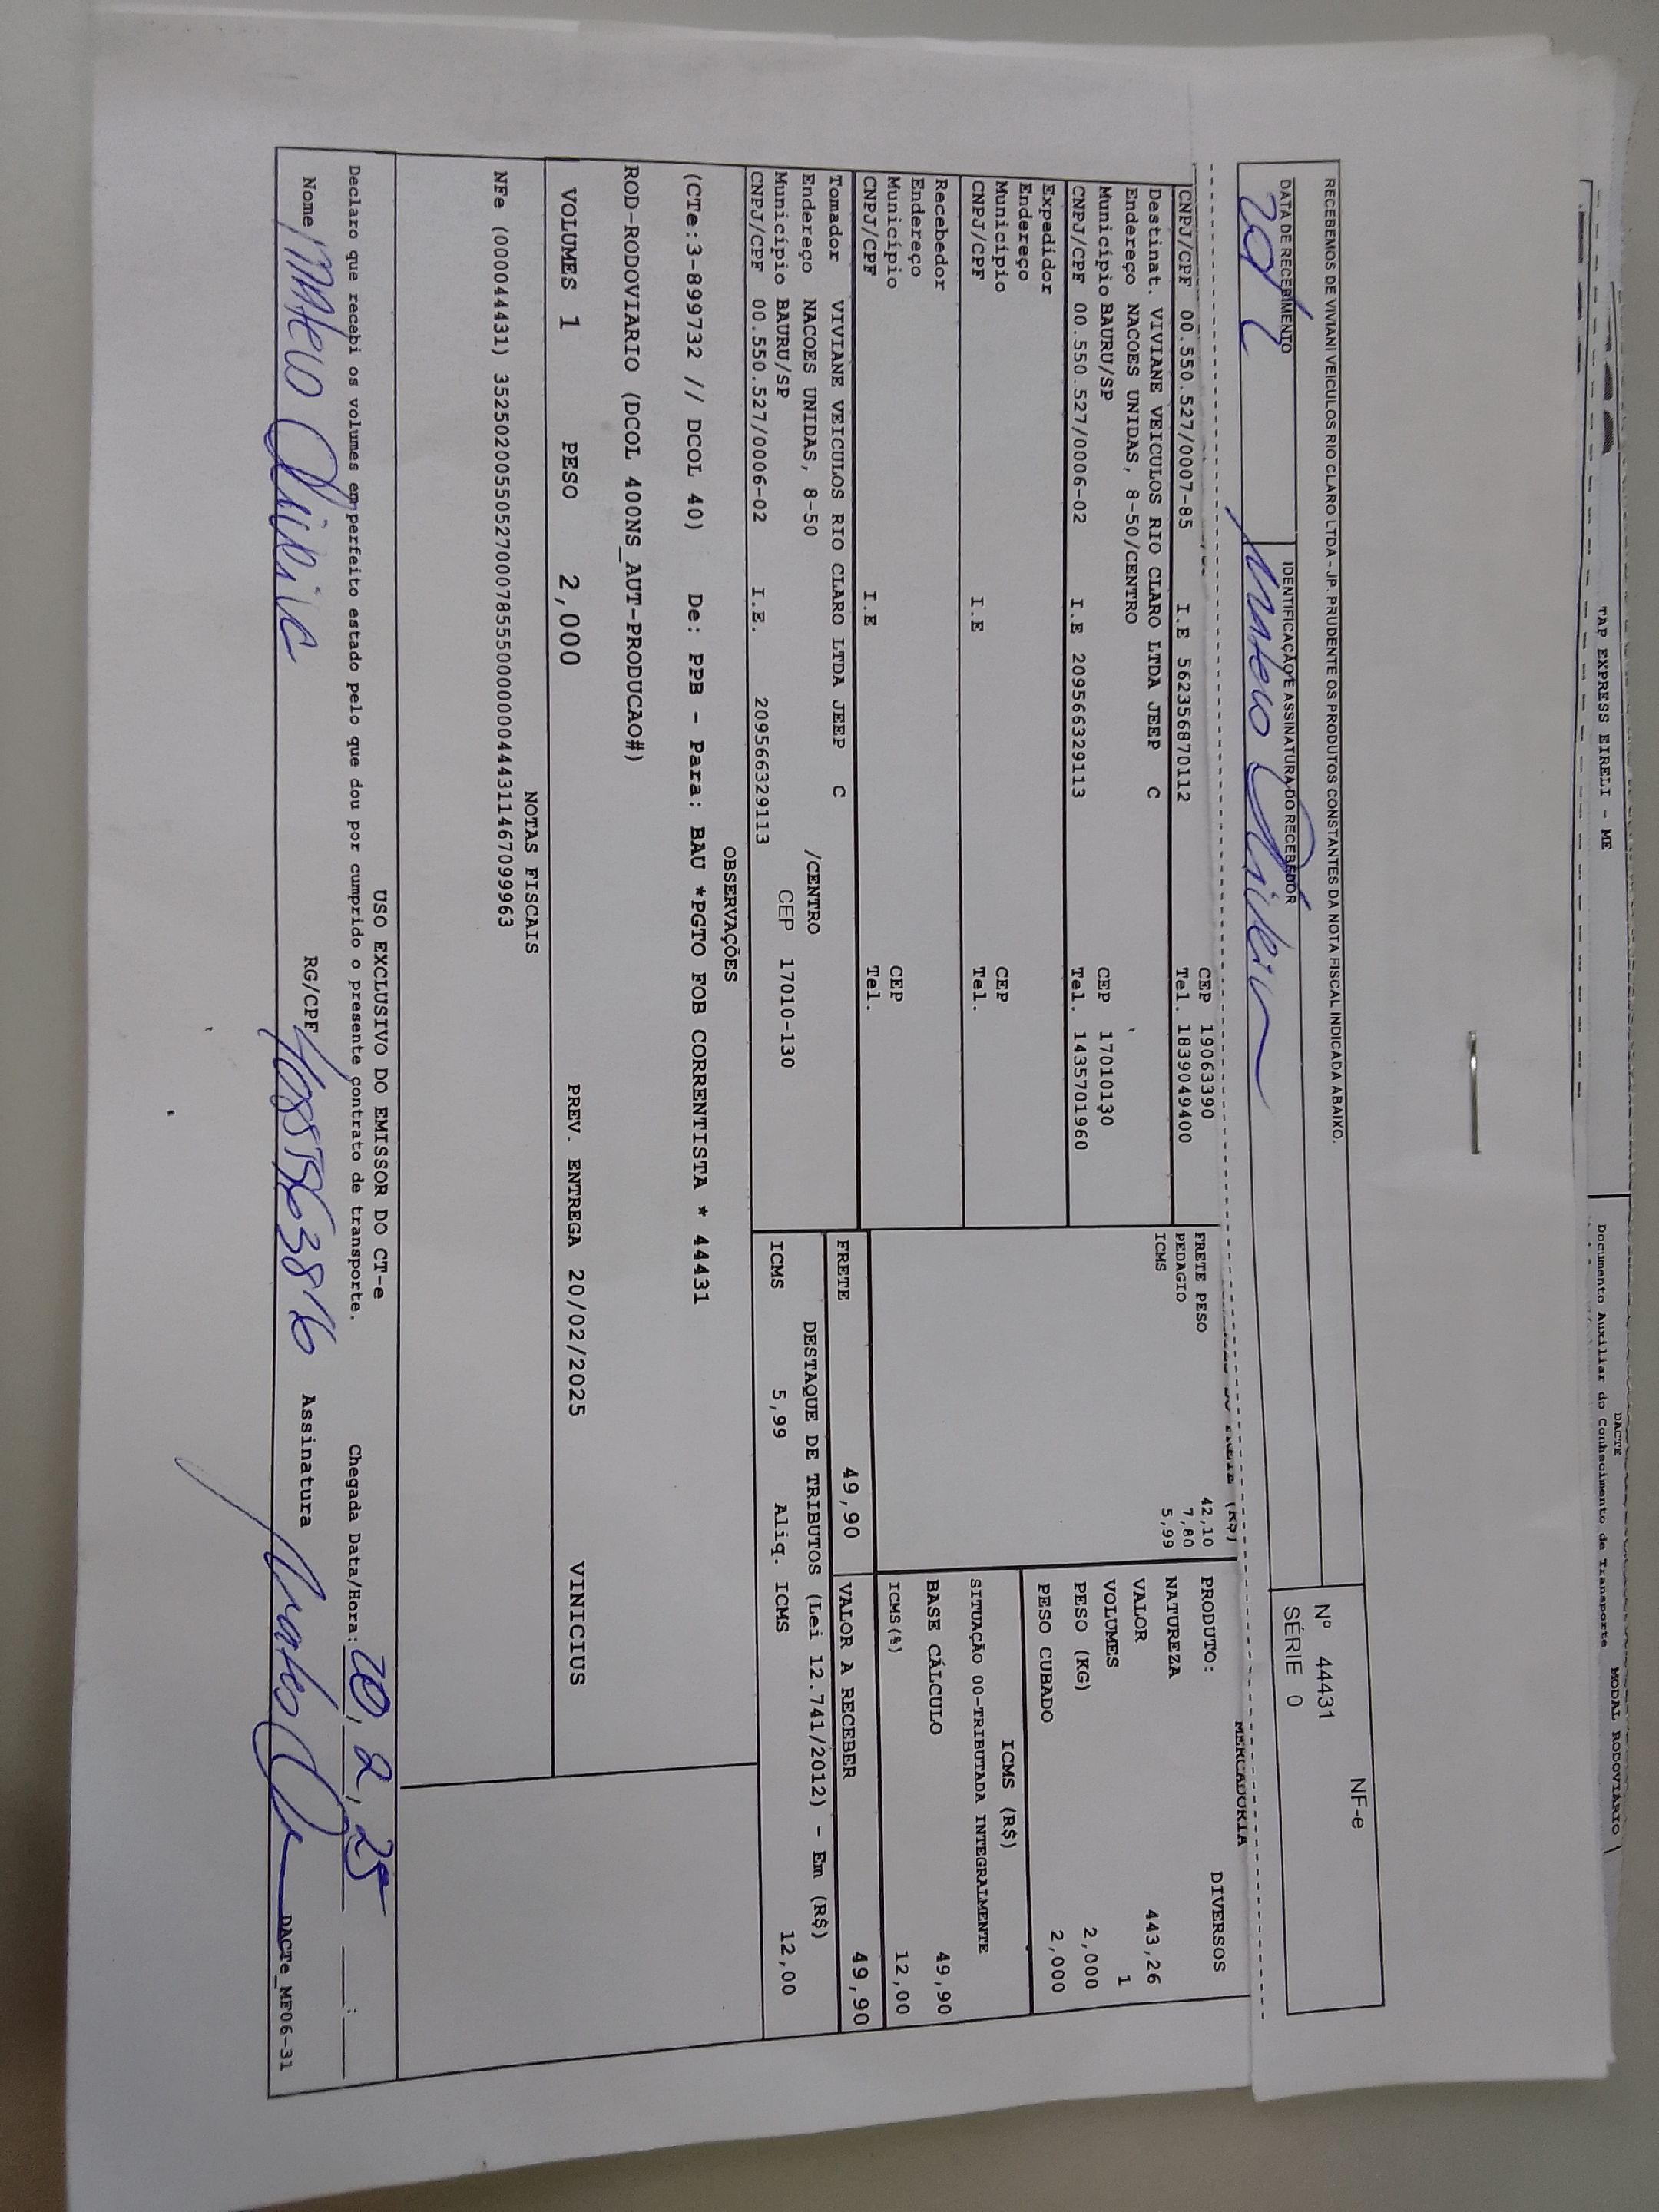 TAP EXPRESS EIRELI - ME
DACTE
Documento Auxiliar do Conhecimento de Transporte
MODAL RODOVIÁRIO
NF-e
RECEBEMOS DE VIVIANI VEICULOS RIO CLARO LTDA - JP. PRUDENTE OS PRODUTOS CONSTANTES DA NOTA FISCAL INDICADA ABAIXO.
Nº 44431
DATA DE RECEBIMENTO
IDENTIFICAÇÃO E ASSINATURA DO RECEBEDOR
SÉRIE 0
MERCADORIA
CEP 19063390
FRETE PESO 42,10
PRODUTO: DIVERSOS
CNPJ/CPF 00.550.527/0007-85 I.E 562356870112 Tel. 1839049400
PEDAGIO 7,80
NATUREZA
Destinat. VIVIANE VEICULOS RIO CLARO LTDA JEEP C
ICMS 5,99
VALOR 443,26
Endereço NACOES UNIDAS, 8-50/CENTRO
VOLUMES 1
Município BAURU/SP CEP 17010130
PESO (KG) 2,000
CNPJ/CPF 00.550.527/0006-02 I.E 209566329113 Tel. 1435701960
PESO CUBADO 2,000
Expedidor
Endereço
ICMS (R$)
Município CEP
SITUAÇÃO 00-TRIBUTADA INTEGRALMENTE
CNPJ/CPF I.E Tel.
BASE CÁLCULO 49,90
Recebedor
ICMS(%) 12,00
Endereço
Município CEP
CNPJ/CPF I.E Tel.
Tomador VIVIANE VEICULOS RIO CLARO LTDA JEEP C
FRETE 49,90 VALOR A RECEBER 49,90
Endereço NACOES UNIDAS, 8-50 /CENTRO
DESTAQUE DE TRIBUTOS (Lei 12.741/2012) - Em (R$)
Município BAURU/SP CEP 17010-130
ICMS 5,99 Aliq. ICMS 12,00
CNPJ/CPF 00.550.527/0006-02 I.E. 209566329113
OBSERVAÇÕES
(CTe:3-899732 // DCOL 40) De: PPB - Para: BAU *PGTO FOB CORRENTISTA * 44431
ROD-RODOVIARIO (DCOL 400NS_AUT-PRODUCAO#)
VOLUMES 1 PESO 2,000 PREV. ENTREGA 20/02/2025 VINICIUS
NOTAS FISCAIS
NFe (000044431) 35250200550527000785550000000444311467099963
USO EXCLUSIVO DO EMISSOR DO CT-e
Declaro que recebi os volumes em perfeito estado pelo que dou por cumprido o presente contrato de transporte. Chegada Data/Hora: 20, 2, 25 :
Nome RG/CPF Assinatura DACTe_MF06-31